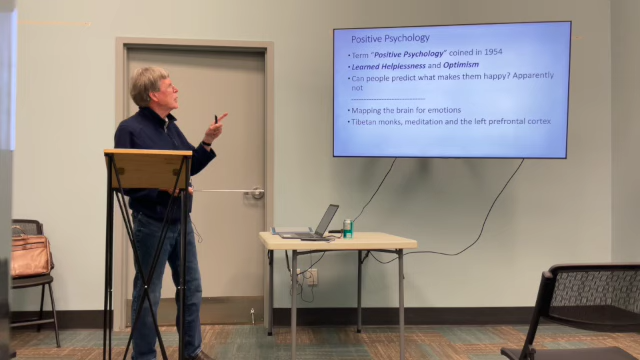 Positive Psychology
• Term "Positive Psychology" coined in 1954
• Learned Helplessness and Optimism
• Can people predict what makes them happy? Apparently
not
--------------------
• Mapping the brain for emotions
• Tibetan monks, meditation and the left prefrontal cortes